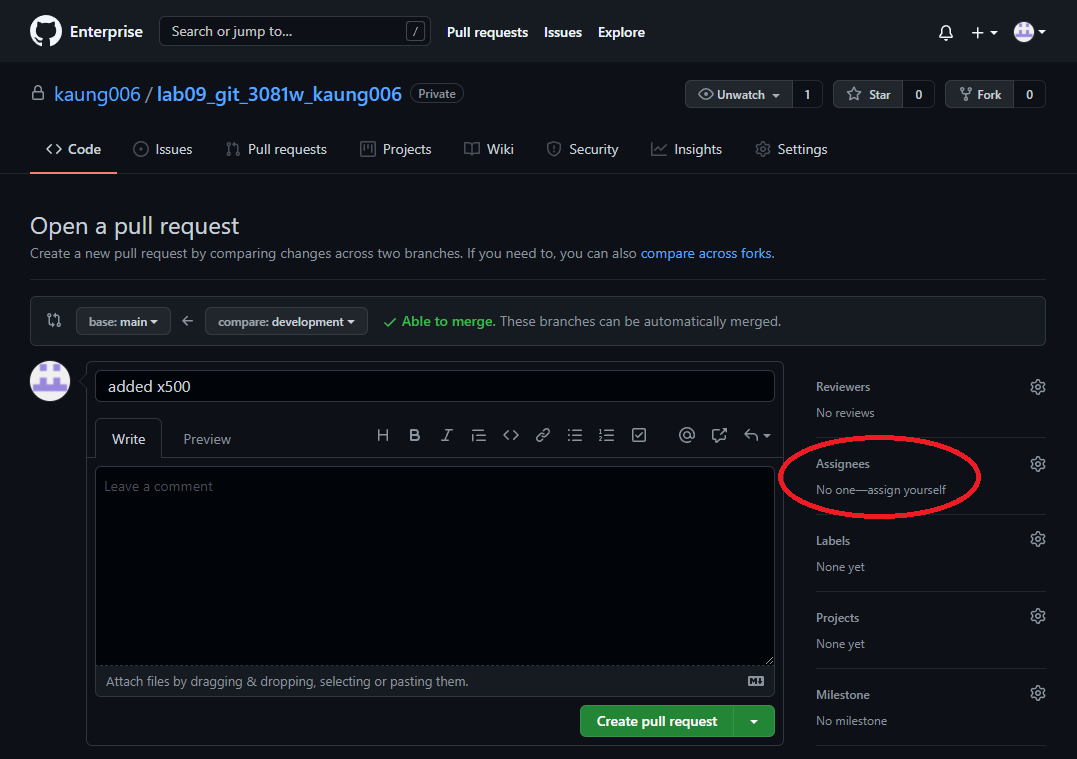 Enterprise Search or jump to... / Pull requests Issues Explore
kaung006 / lab09_git_3081w_kaung006 Private Unwatch 1 Star 0 Fork 0
Code Issues Pull requests Projects Wiki Security Insights Settings
Open a pull request
Create a new pull request by comparing changes across two branches. If you need to, you can also compare across forks.
base: main compare: development Able to merge. These branches can be automatically merged.
added x500
Write Preview H B I @
Leave a comment
Attach files by dragging & dropping, selecting or pasting them.
Create pull request
Reviewers
No reviews
Assignees
No one—assign yourself
Labels
None yet
Projects
None yet
Milestone
No milestone